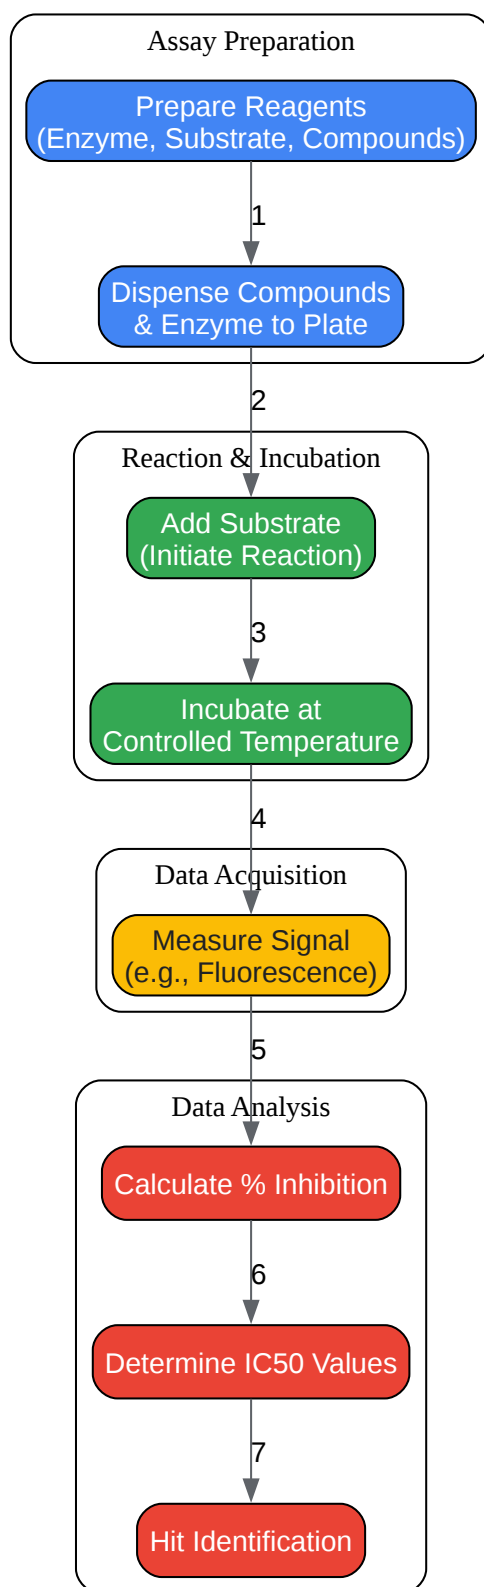 Assay Preparation
Prepare Reagents
(Enzyme, Substrate, Compounds)
1
Dispense Compounds
& Enzyme to Plate
2
Reaction & Incubation
Add Substrate
(Initiate Reaction)
3
Incubate at
Controlled Temperature
4
Data Acquisition
Measure Signal
(e.g., Fluorescence)
5
Data Analysis
Calculate % Inhibition
6
Determine IC50 Values
7
Hit Identification